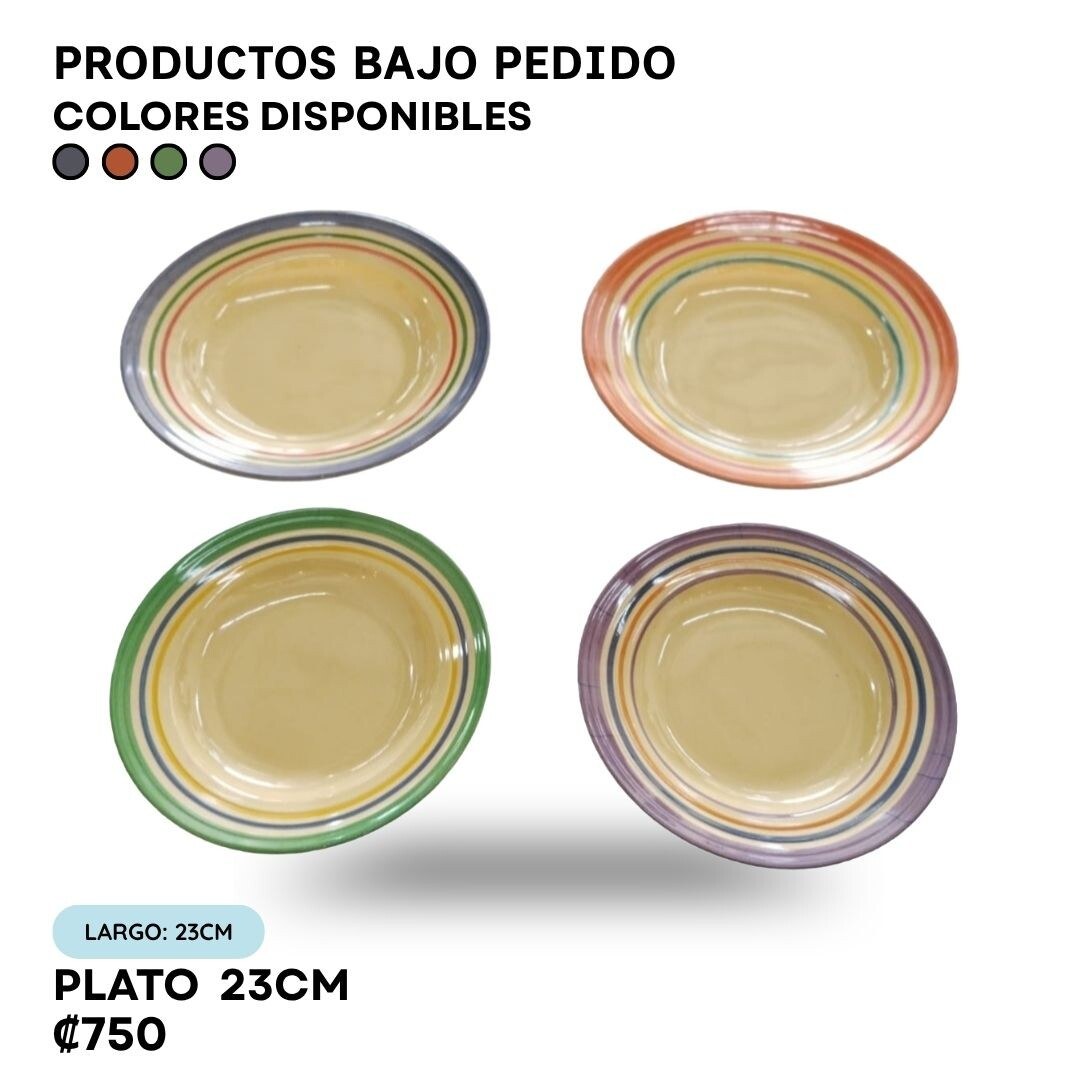 PRODUCTOS BAJO PEDIDO
COLORES DISPONIBLES
LARGO: 23CM
PLATO 23CM
₡750